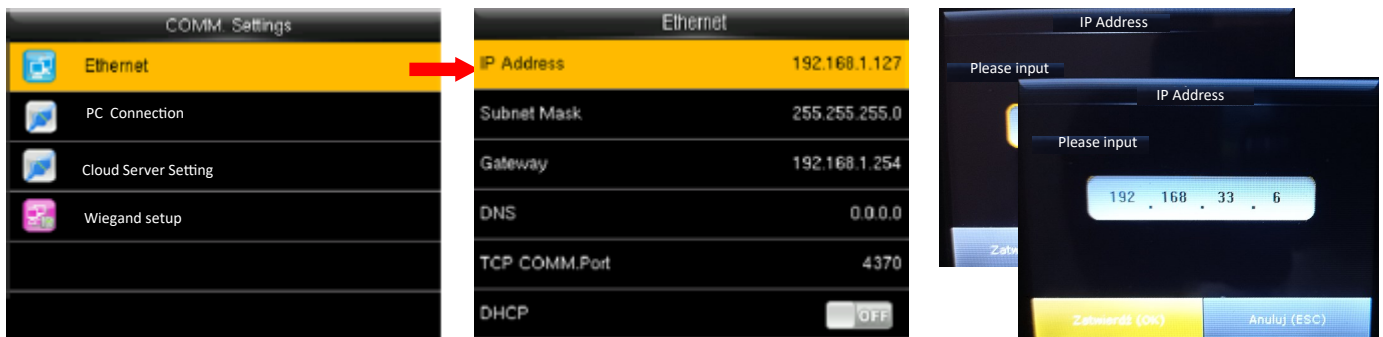 COMM. Settings
Ethernet
PC Connection
Cloud Server Setting
Wiegand setup
Ethernet
IP Address 192.168.1.127
Subnet Mask 255.255.255.0
Gateway 192.168.1.254
DNS 0.0.0.0
TCP COMM.Port 4370
DHCP OFF
IP Address
Please input
IP Address
Please input
192 . 168 . 33 . 6
Zatwierdź (OK) Anuluj (ESC)